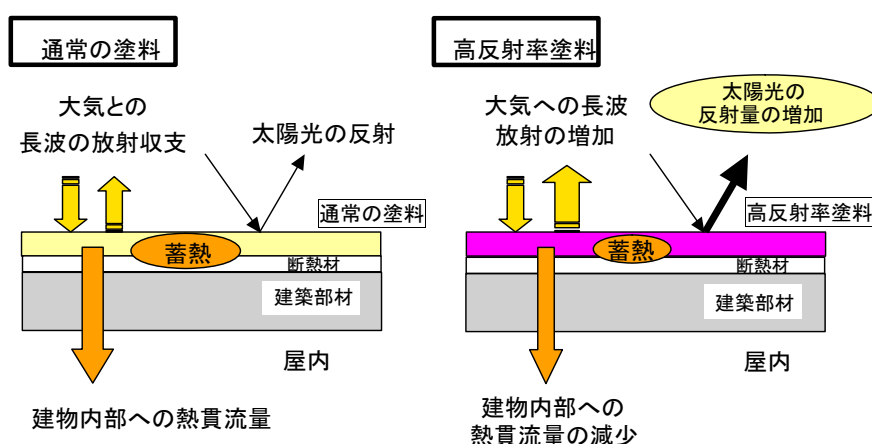 通常の塗料
大気との
長波の放射収支
太陽光の反射
通常の塗料
蓄熱
断熱材
建築部材
屋内
建物内部への熱貫流量
高反射率塗料
大気への長波
放射の増加
太陽光の
反射量の増加
高反射率塗料
蓄熱
断熱材
建築部材
屋内
建物内部への
熱貫流量の減少